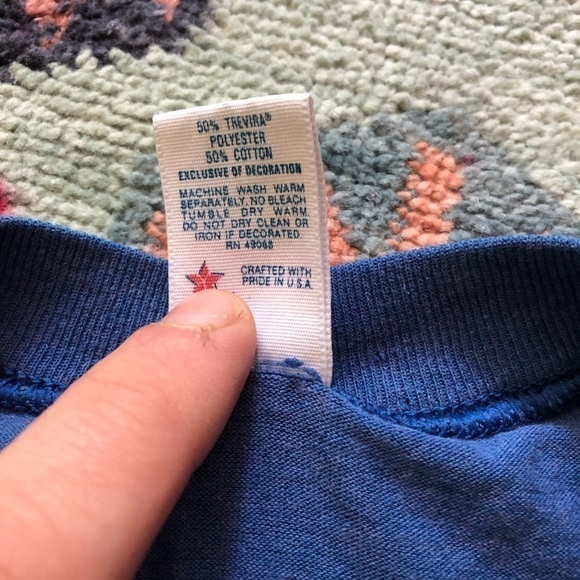 50% TREVIRA®
POLYESTER
50% COTTON
EXCLUSIVE OF DECORATION
MACHINE WASH WARM
SEPARATELY, NO BLEACH
TUMBLE DRY WARM
DO NOT DRY CLEAN OR
IRON IF DECORATED.
RN 49068
CRAFTED WITH
PRIDE IN U.S.A.